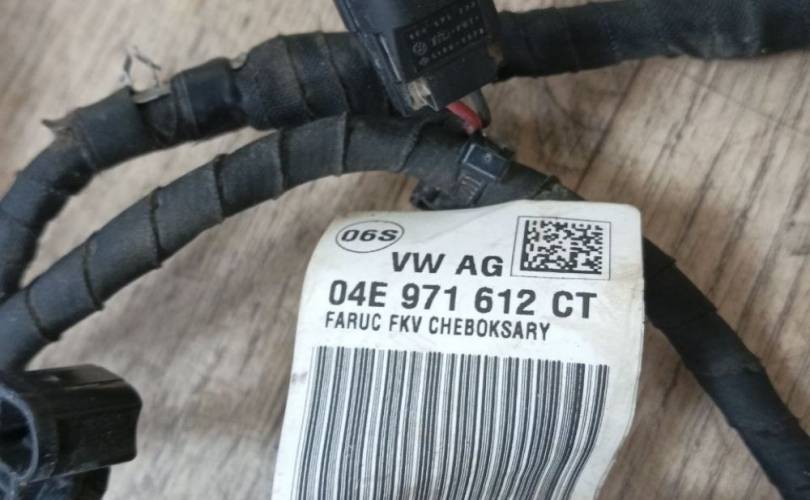 06S
VW AG
04E 971 612 CT
FARUC FKV CHEBOKSARY